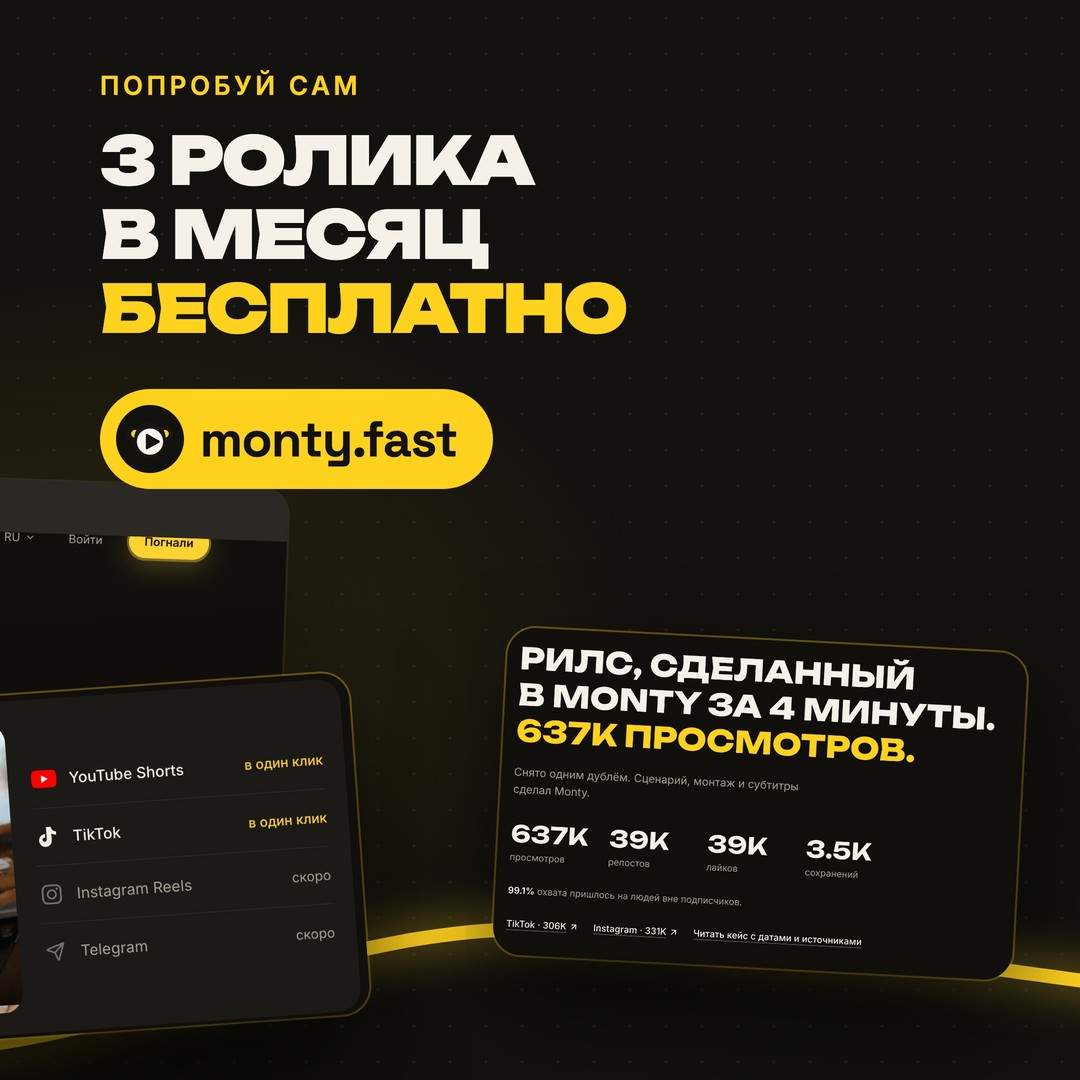 ПОПРОБУЙ САМ
3 РОЛИКА
В МЕСЯЦ
БЕСПЛАТНО
monty.fast
RU
Войти
Погнали
YouTube Shorts
в один клик
TikTok
в один клик
Instagram Reels
скоро
Telegram
скоро
РИЛС, СДЕЛАННЫЙ
В MONTY ЗА 4 МИНУТЫ.
637K ПРОСМОТРОВ.
Снято одним дублём. Сценарий, монтаж и субтитры
сделал Monty.
637K 39K 39K 3.5K
просмотров репостов лайков сохранений
99.1% охвата пришлось на людей вне подписчиков.
TikTok · 306K ↗ Instagram · 331K ↗ Читать кейс с датами и источниками